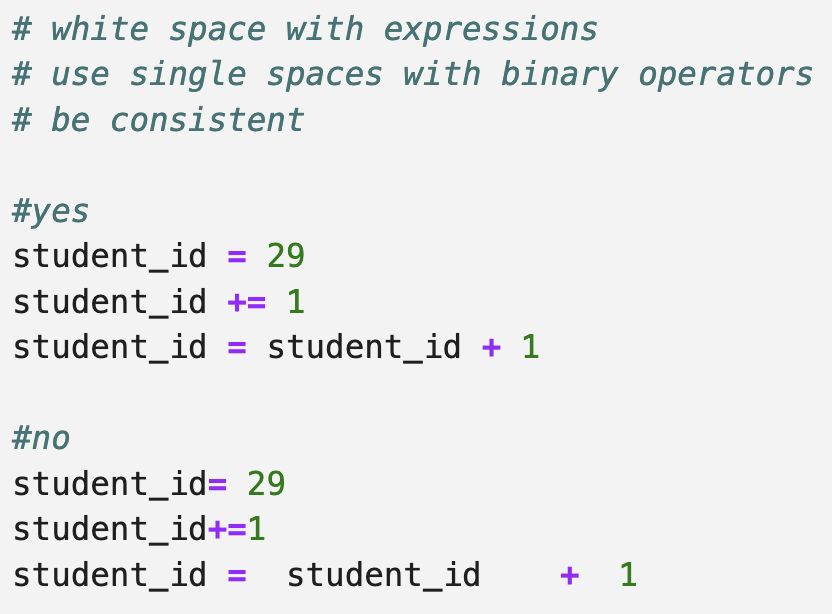 # white space with expressions
# use single spaces with binary operators
# be consistent

#yes
student_id = 29
student_id += 1
student_id = student_id + 1

#no
student_id= 29
student_id+=1
student_id =  student_id    +  1